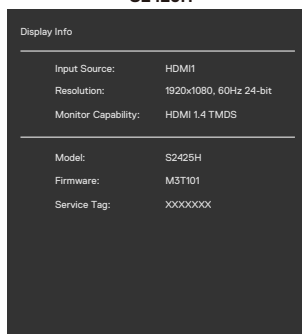 Display Info
Input Source: HDMI1
Resolution: 1920x1080, 60Hz 24-bit
Monitor Capability: HDMI 1.4 TMDS
Model: S2425H
Firmware: M3T101
Service Tag: XXXXXXX